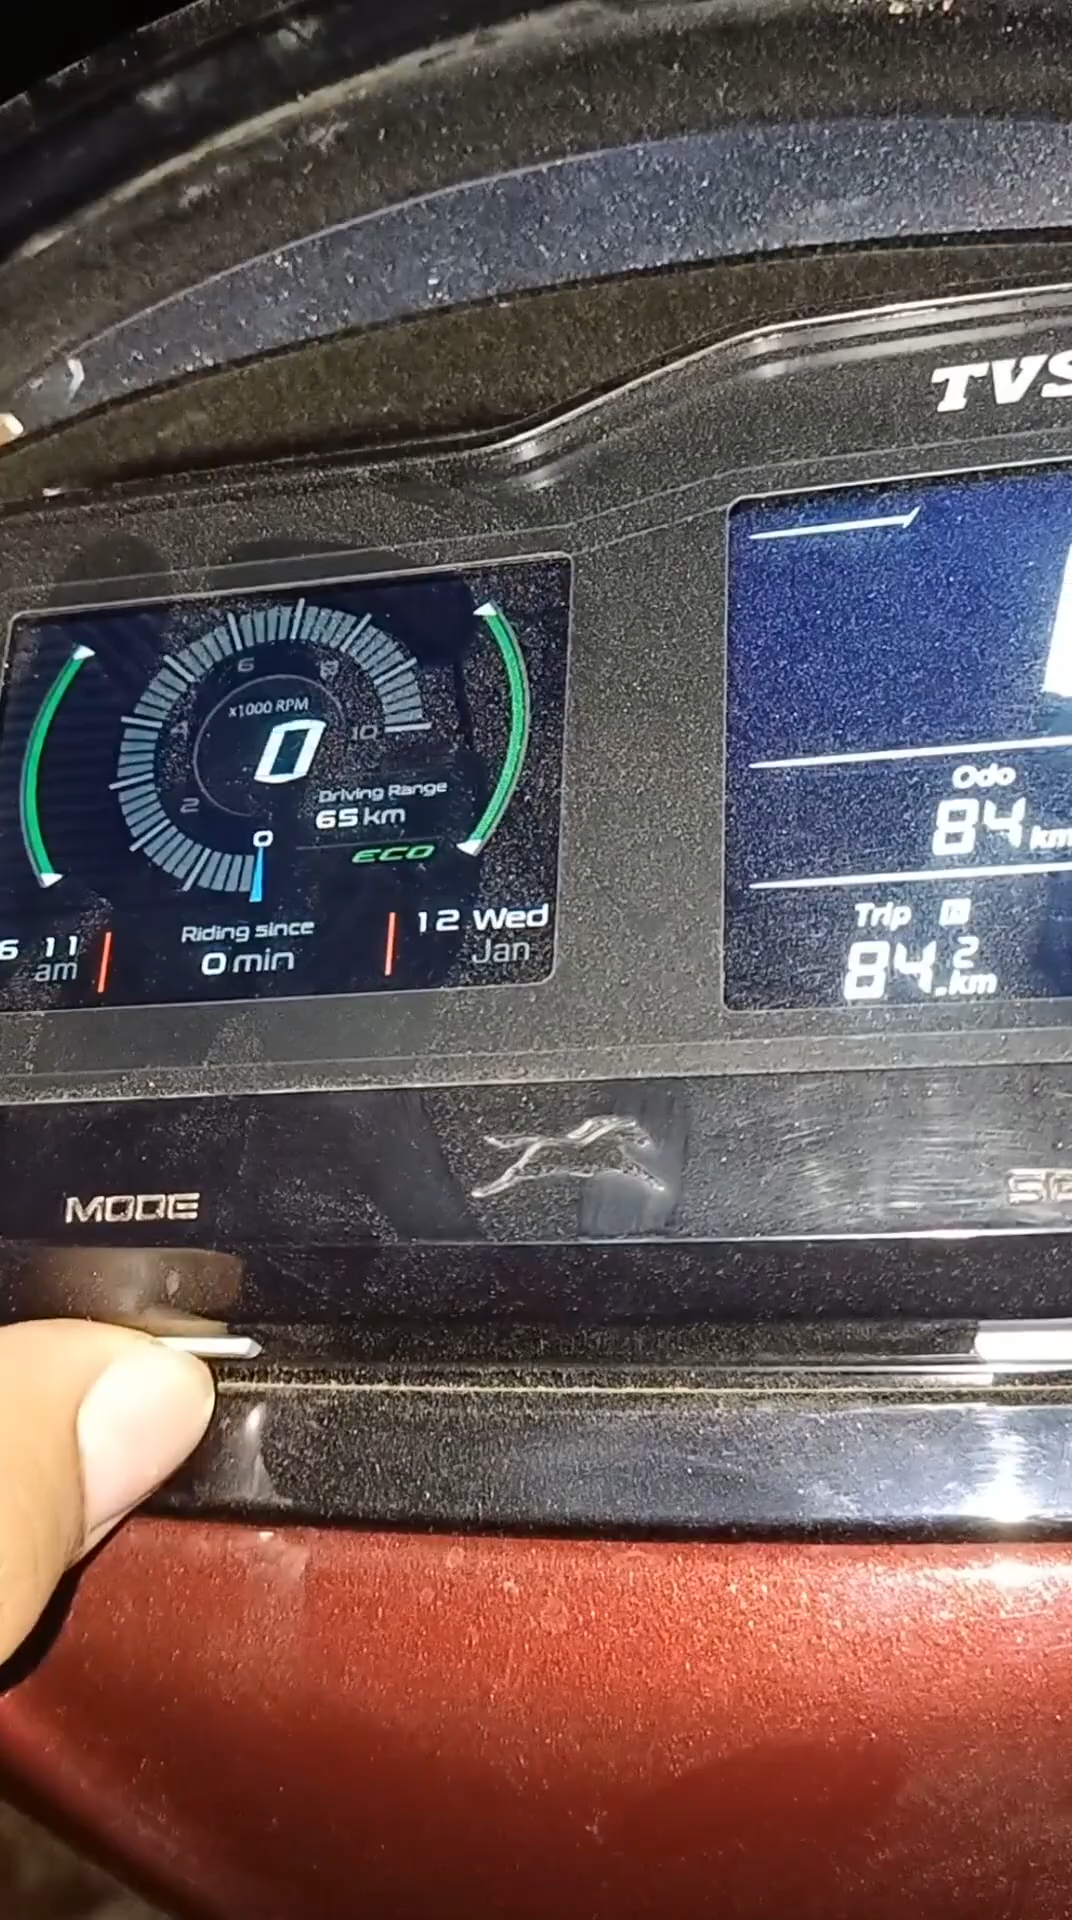 TVS
6
8
x1000 RPM
0
4
10
2
Driving Range
65 km
0
ECO
Odo
84 km
Trip
84.2 km
6 11 am
Riding since
0 min
12 Wed
Jan
MODE